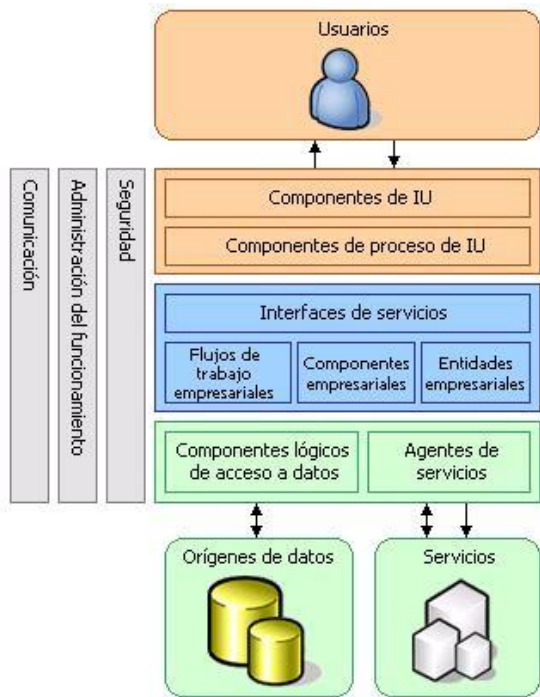 Usuarios
Comunicación
Administración del funcionamiento
Seguridad
Componentes de IU
Componentes de proceso de IU
Interfaces de servicios
Flujos de
trabajo
empresariales
Componentes
empresariales
Entidades
empresariales
Componentes lógicos
de acceso a datos
Agentes de
servicios
Orígenes de datos
Servicios